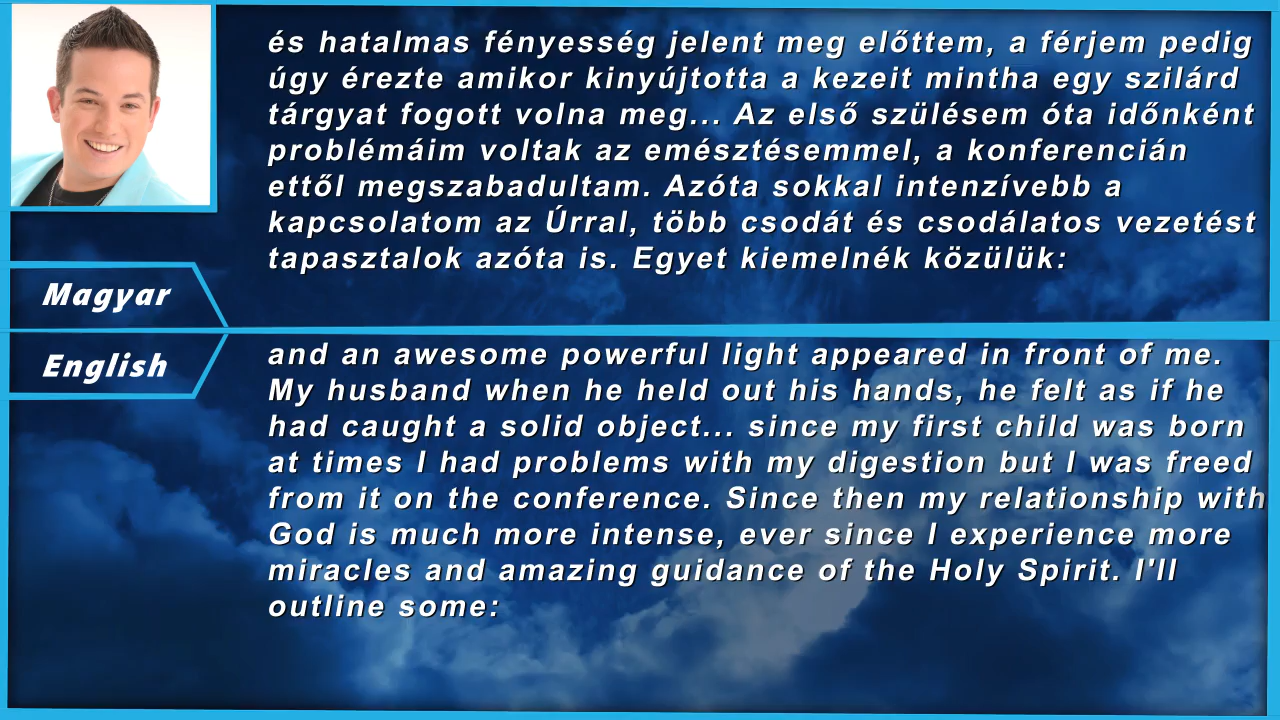 és hatalmas fényesség jelent meg előttem, a férjem pedig
úgy érezte amikor kinyújtotta a kezeit mintha egy szilárd
tárgyat fogott volna meg... Az első szülésem óta időnként
problémáim voltak az emésztésemmel, a konferencián
ettől megszabadultam. Azóta sokkal intenzívebb a
kapcsolatom az Úrral, több csodát és csodálatos vezetést
tapasztalok azóta is. Egyet kiemelnék közülük:
Magyar
English
and an awesome powerful light appeared in front of me.
My husband when he held out his hands, he felt as if he
had caught a solid object... since my first child was born
at times I had problems with my digestion but I was freed
from it on the conference. Since then my relationship with
God is much more intense, ever since I experience more
miracles and amazing guidance of the Holy Spirit. I'll
outline some: